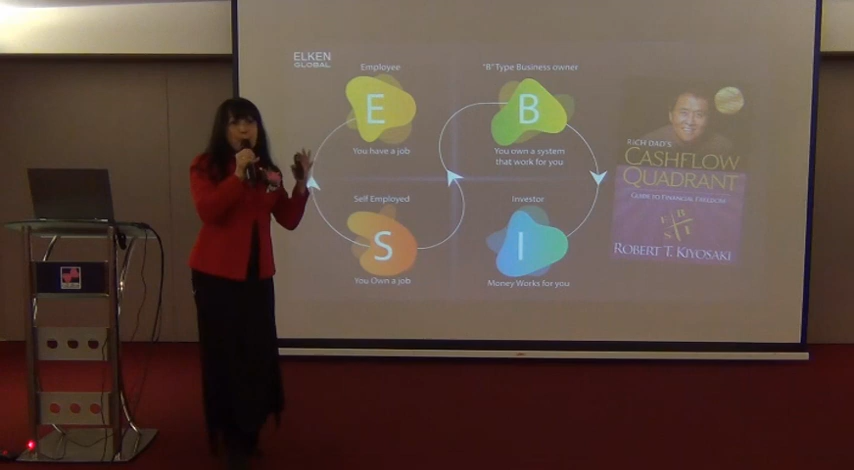 ELKEN
GLOBAL
Employee
E
You have a job
"B" Type Business owner
B
You own a system
that work for you
Self Employed
S
You Own a job
Investor
I
Money Works for you
RICH DAD'S
CASHFLOW
QUADRANT
GUIDE TO FINANCIAL FREEDOM
E B
S I
ROBERT T. KIYOSAKI